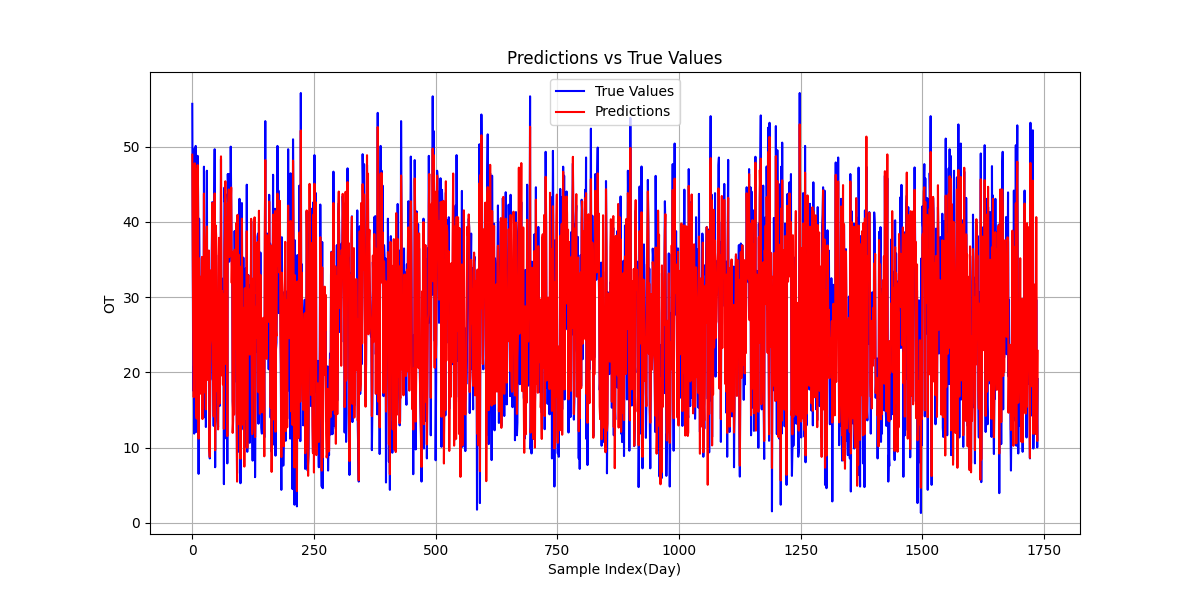 Predictions vs True Values
True Values
Predictions
OT
50
40
30
20
10
0
0 250 500 750 1000 1250 1500 1750
Sample Index(Day)